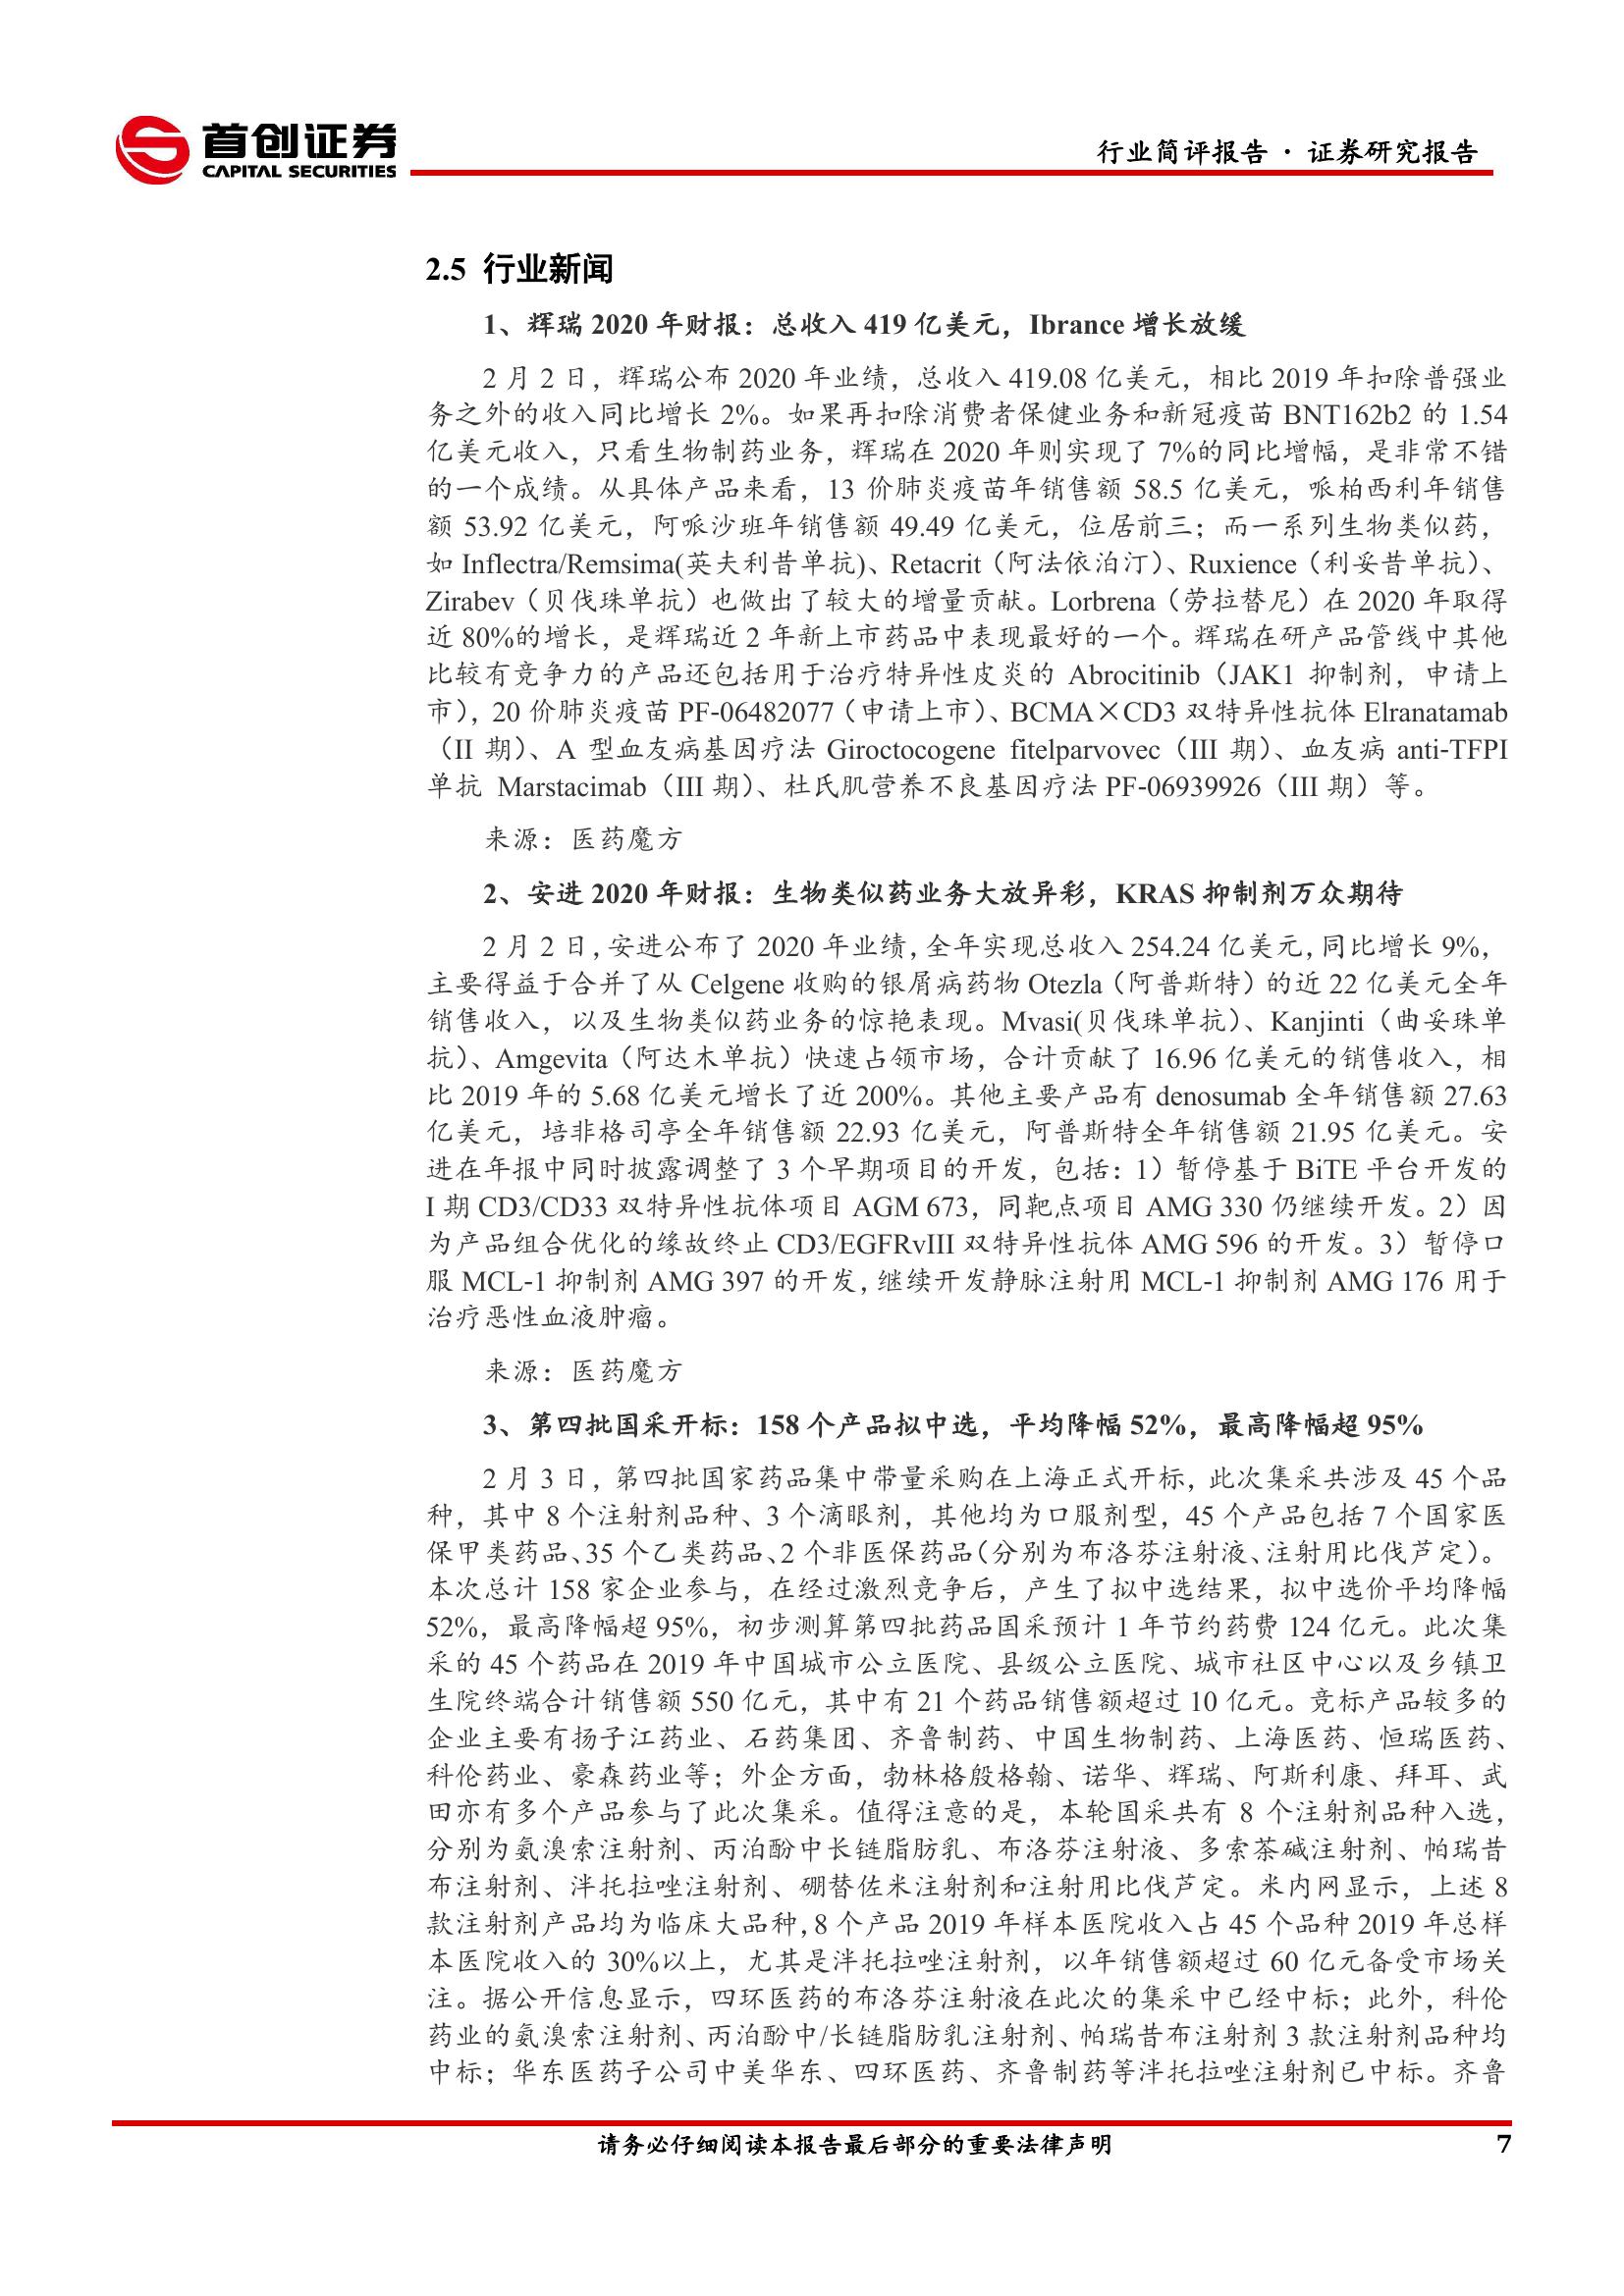 首创证券
CAPITAL SECURITIES
行业简评报告 · 证券研究报告
2.5 行业新闻
1、辉瑞 2020 年财报：总收入 419 亿美元，Ibrance 增长放缓
2 月 2 日，辉瑞公布 2020 年业绩，总收入 419.08 亿美元，相比 2019 年扣除普强业
务之外的收入同比增长 2%。如果再扣除消费者保健业务和新冠疫苗 BNT162b2 的 1.54
亿美元收入，只看生物制药业务，辉瑞在 2020 年则实现了 7%的同比增幅，是非常不错
的一个成绩。从具体产品来看，13 价肺炎疫苗年销售额 58.5 亿美元，哌柏西利年销售
额 53.92 亿美元，阿哌沙班年销售额 49.49 亿美元，位居前三；而一系列生物类似药，
如 Inflectra/Remsima(英夫利昔单抗)、Retacrit（阿法依泊汀）、Ruxience（利妥昔单抗）、
Zirabev（贝伐珠单抗）也做出了较大的增量贡献。Lorbrena（劳拉替尼）在 2020 年取得
近 80%的增长，是辉瑞近 2 年新上市药品中表现最好的一个。辉瑞在研产品管线中其他
比较有竞争力的产品还包括用于治疗特异性皮炎的 Abrocitinib（JAK1 抑制剂，申请上
市），20 价肺炎疫苗 PF-06482077（申请上市）、BCMA×CD3 双特异性抗体 Elranatamab
（II 期）、A 型血友病基因疗法 Giroctocogene fitelparvovec（III 期）、血友病 anti-TFPI
单抗 Marstacimab（III 期）、杜氏肌营养不良基因疗法 PF-06939926（III 期）等。
来源：医药魔方
2、安进 2020 年财报：生物类似药业务大放异彩，KRAS 抑制剂万众期待
2 月 2 日，安进公布了 2020 年业绩，全年实现总收入 254.24 亿美元，同比增长 9%，
主要得益于合并了从 Celgene 收购的银屑病药物 Otezla（阿普斯特）的近 22 亿美元全年
销售收入，以及生物类似药业务的惊艳表现。Mvasi(贝伐珠单抗）、Kanjinti（曲妥珠单
抗）、Amgevita（阿达木单抗）快速占领市场，合计贡献了 16.96 亿美元的销售收入，相
比 2019 年的 5.68 亿美元增长了近 200%。其他主要产品有 denosumab 全年销售额 27.63
亿美元，培非格司亭全年销售额 22.93 亿美元，阿普斯特全年销售额 21.95 亿美元。安
进在年报中同时披露调整了 3 个早期项目的开发，包括：1）暂停基于 BiTE 平台开发的
I 期 CD3/CD33 双特异性抗体项目 AGM 673，同靶点项目 AMG 330 仍继续开发。2）因
为产品组合优化的缘故终止 CD3/EGFRvIII 双特异性抗体 AMG 596 的开发。3）暂停口
服 MCL-1 抑制剂 AMG 397 的开发，继续开发静脉注射用 MCL-1 抑制剂 AMG 176 用于
治疗恶性血液肿瘤。
来源：医药魔方
3、第四批国采开标：158 个产品拟中选，平均降幅 52%，最高降幅超 95%
2 月 3 日，第四批国家药品集中带量采购在上海正式开标，此次集采共涉及 45 个品
种，其中 8 个注射剂品种、3 个滴眼剂，其他均为口服剂型，45 个产品包括 7 个国家医
保甲类药品、35 个乙类药品、2 个非医保药品（分别为布洛芬注射液、注射用比伐芦定）。
本次总计 158 家企业参与，在经过激烈竞争后，产生了拟中选结果，拟中选价平均降幅
52%，最高降幅超 95%，初步测算第四批药品国采预计 1 年节约药费 124 亿元。此次集
采的 45 个药品在 2019 年中国城市公立医院、县级公立医院、城市社区中心以及乡镇卫
生院终端合计销售额 550 亿元，其中有 21 个药品销售额超过 10 亿元。竞标产品较多的
企业主要有扬子江药业、石药集团、齐鲁制药、中国生物制药、上海医药、恒瑞医药、
科伦药业、豪森药业等；外企方面，勃林格殷格翰、诺华、辉瑞、阿斯利康、拜耳、武
田亦有多个产品参与了此次集采。值得注意的是，本轮国采共有 8 个注射剂品种入选，
分别为氨溴索注射剂、丙泊酚中长链脂肪乳、布洛芬注射液、多索茶碱注射剂、帕瑞昔
布注射剂、泮托拉唑注射剂、硼替佐米注射剂和注射用比伐芦定。米内网显示，上述 8
款注射剂产品均为临床大品种，8 个产品 2019 年样本医院收入占 45 个品种 2019 年总样
本医院收入的 30%以上，尤其是泮托拉唑注射剂，以年销售额超过 60 亿元备受市场关
注。据公开信息显示，四环医药的布洛芬注射液在此次的集采中已经中标；此外，科伦
药业的氨溴索注射剂、丙泊酚中/长链脂肪乳注射剂、帕瑞昔布注射剂 3 款注射剂品种均
中标；华东医药子公司中美华东、四环医药、齐鲁制药等泮托拉唑注射剂已中标。齐鲁
请务必仔细阅读本报告最后部分的重要法律声明
7